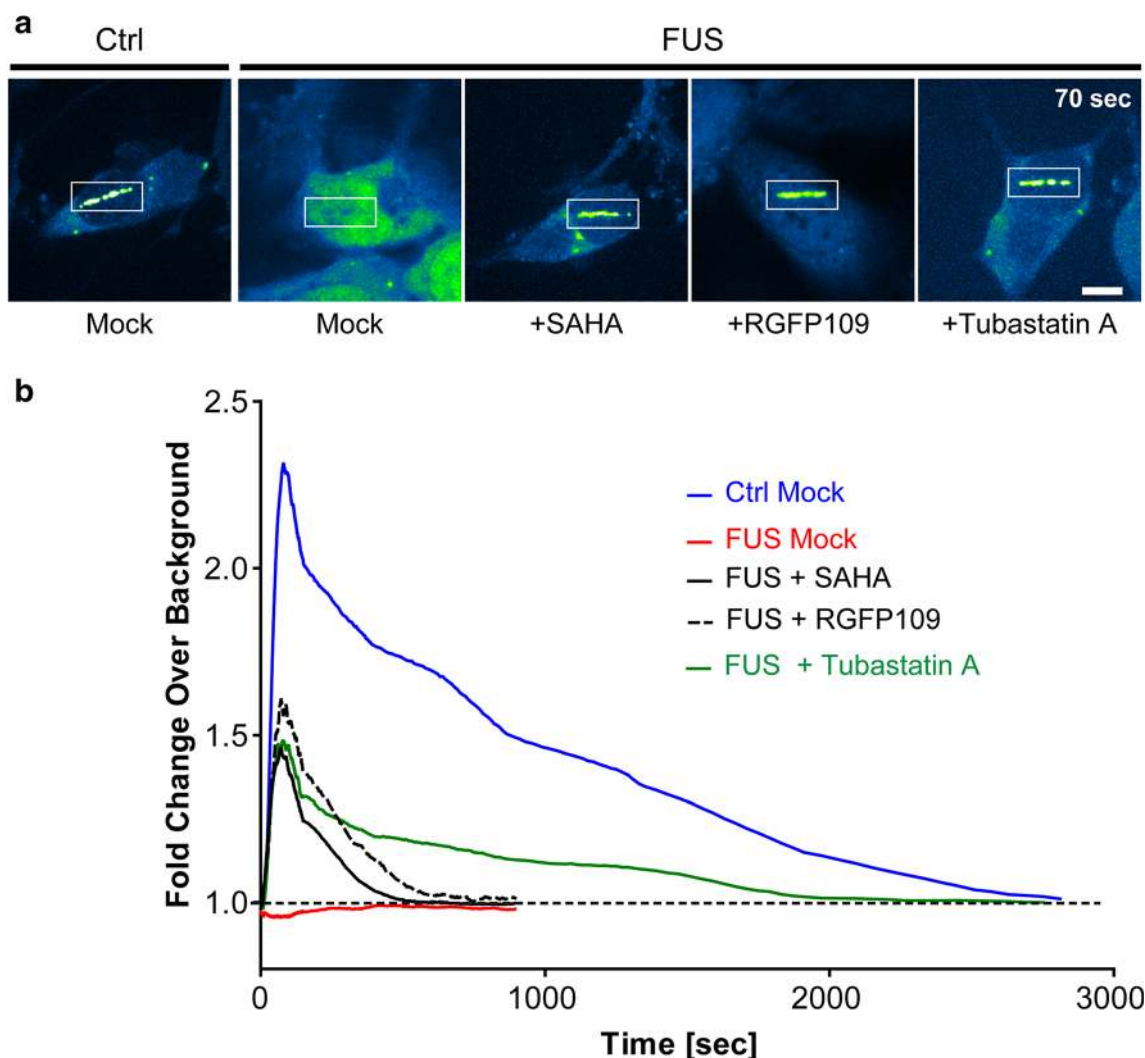 a
Ctrl FUS
70 sec
Mock Mock +SAHA +RGFP109 +Tubastatin A
b
Fold Change Over Background
2.5
2.0
1.5
1.0
Ctrl Mock
FUS Mock
FUS + SAHA
FUS + RGFP109
FUS + Tubastatin A
0 1000 2000 3000
Time [sec]